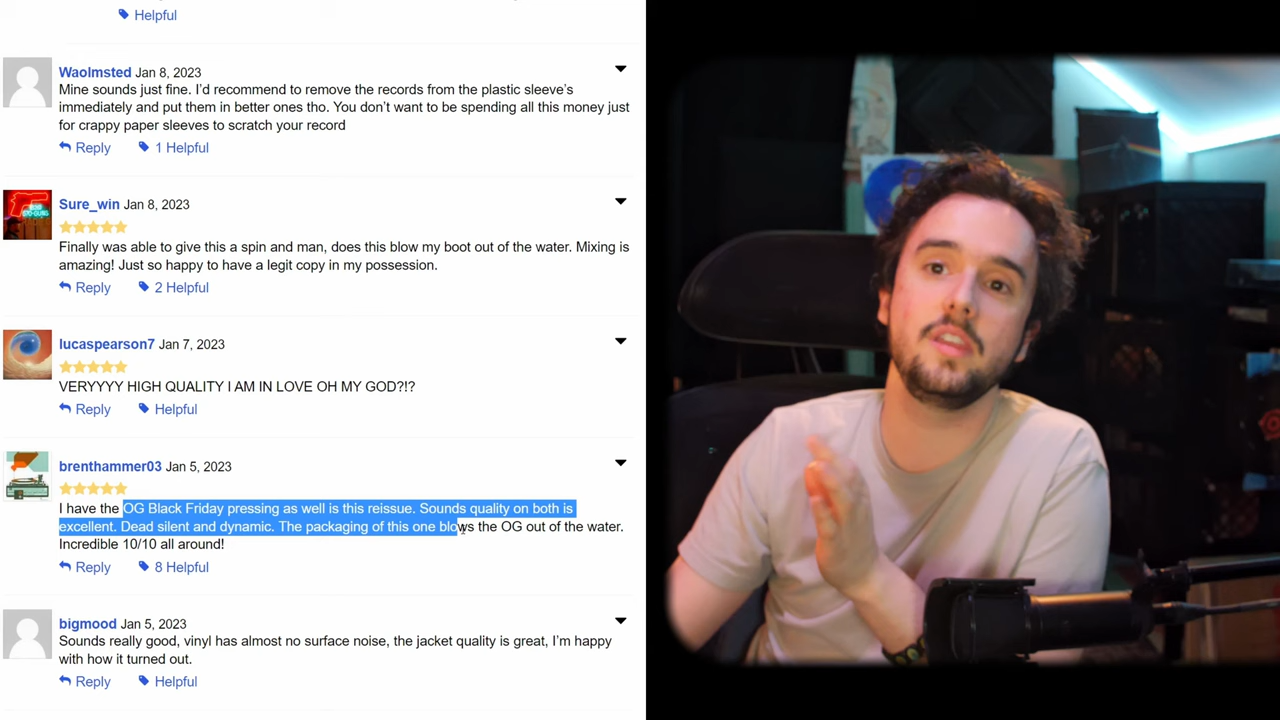 Helpful
Waolmsted Jan 8, 2023
Mine sounds just fine. I'd recommend to remove the records from the plastic sleeve's
immediately and put them in better ones tho. You don't want to be spending all this money just
for crappy paper sleeves to scratch your record
Reply 1 Helpful
Sure_win Jan 8, 2023
Finally was able to give this a spin and man, does this blow my boot out of the water. Mixing is
amazing! Just so happy to have a legit copy in my possession.
Reply 2 Helpful
lucaspearson7 Jan 7, 2023
VERYYYY HIGH QUALITY I AM IN LOVE OH MY GOD?!?
Reply Helpful
brenthammer03 Jan 5, 2023
I have the OG Black Friday pressing as well is this reissue. Sounds quality on both is
excellent. Dead silent and dynamic. The packaging of this one blows the OG out of the water.
Incredible 10/10 all around!
Reply 8 Helpful
bigmood Jan 5, 2023
Sounds really good, vinyl has almost no surface noise, the jacket quality is great, I'm happy
with how it turned out.
Reply Helpful